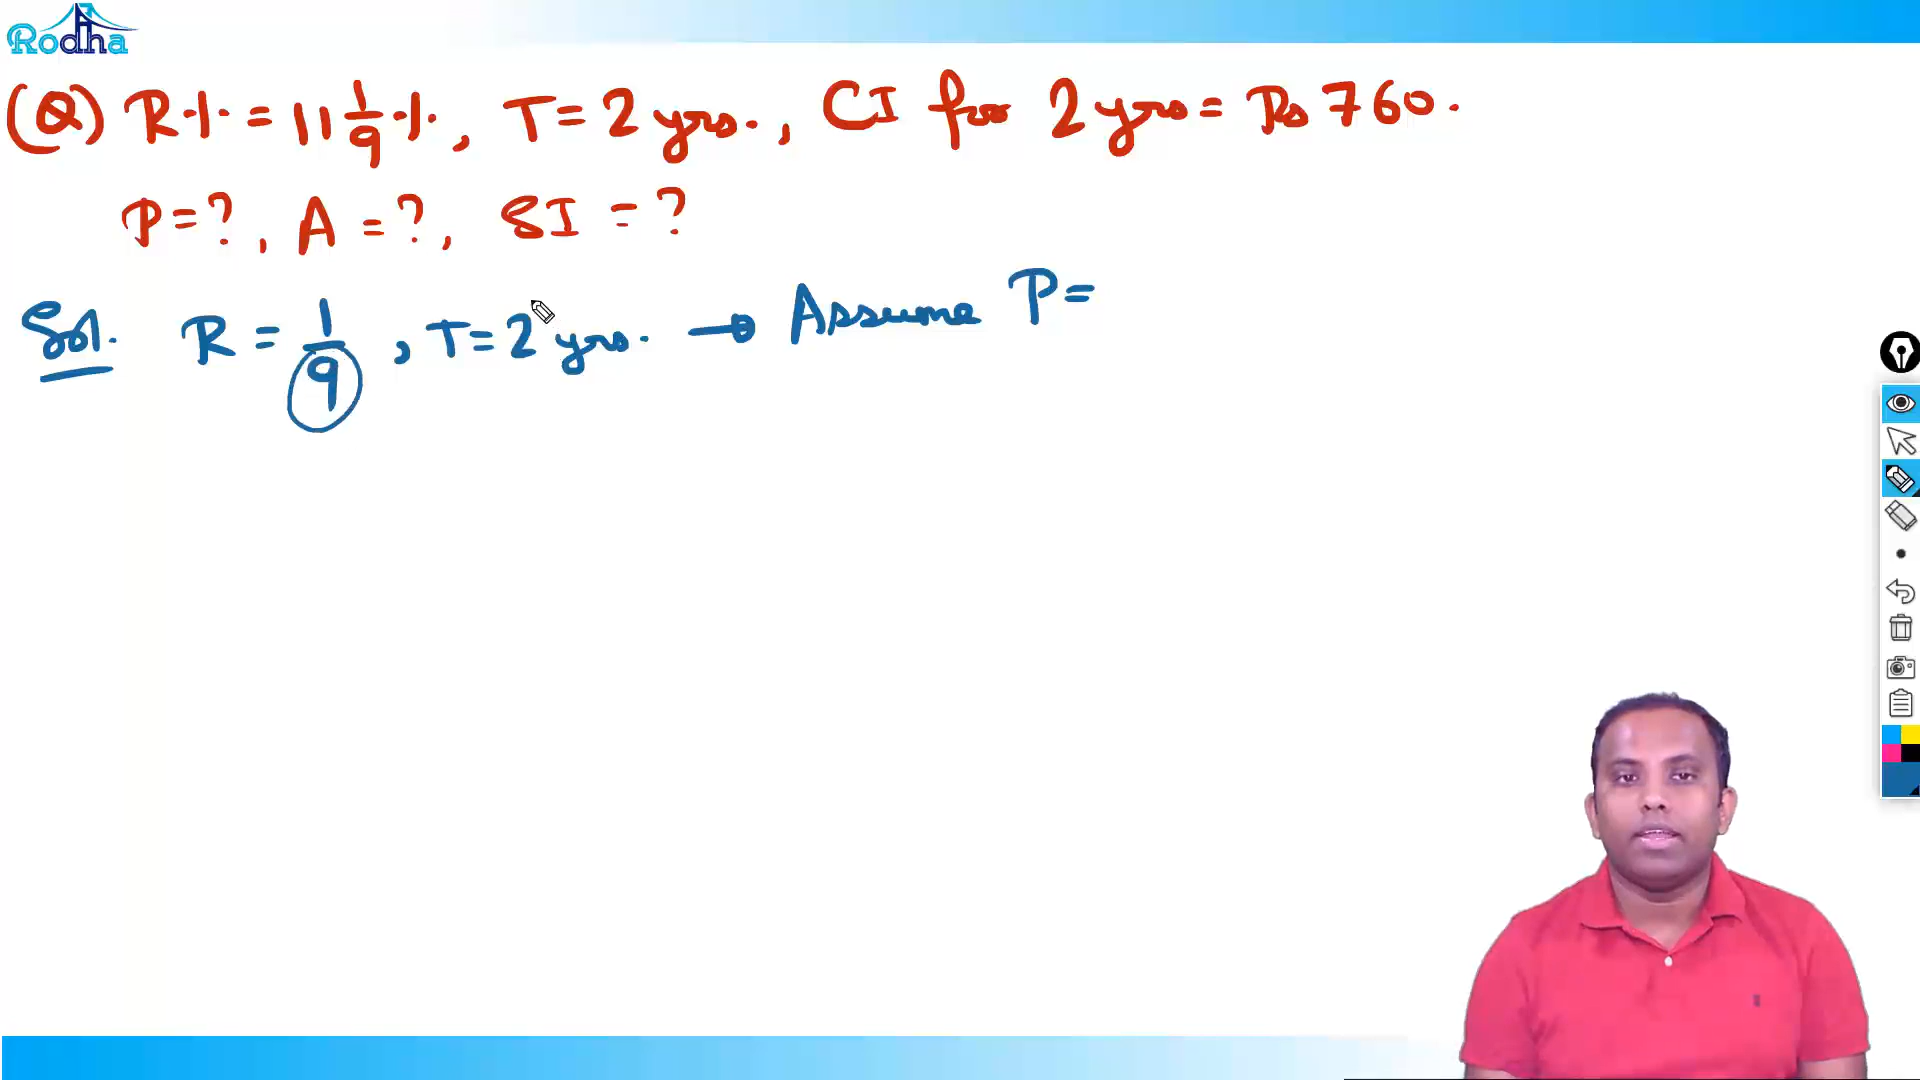 Rodha
(Q) R% = 11 1/9 %, T = 2 yrs., CI for 2 yrs = Rs 760.
P = ?, A = ?, SI = ?
Sol. R = 1/9, T = 2 yrs. → Assume P =